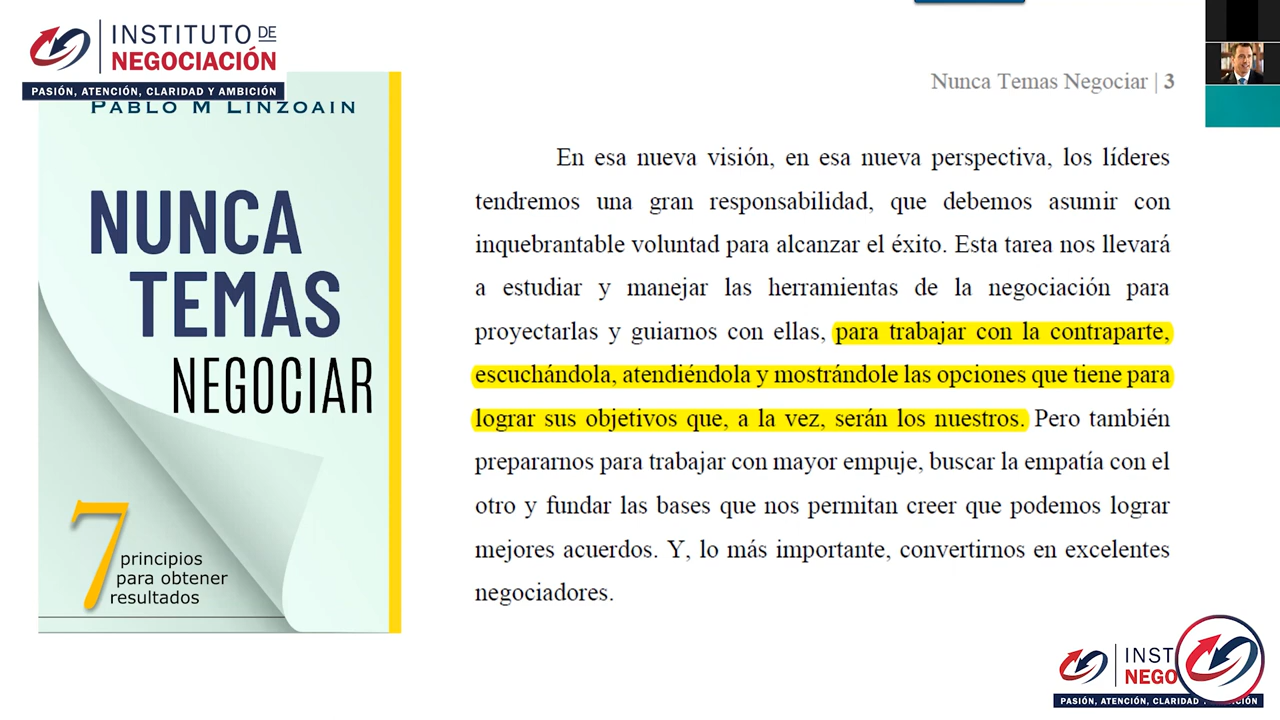 INSTITUTO DE
NEGOCIACIÓN
PASIÓN, ATENCIÓN, CLARIDAD Y AMBICIÓN
PABLO M LINZOAIN
NUNCA
TEMAS
NEGOCIAR
7
principios
para obtener
resultados
Nunca Temas Negociar | 3
En esa nueva visión, en esa nueva perspectiva, los líderes
tendremos una gran responsabilidad, que debemos asumir con
inquebrantable voluntad para alcanzar el éxito. Esta tarea nos llevará
a estudiar y manejar las herramientas de la negociación para
proyectarlas y guiarnos con ellas, para trabajar con la contraparte,
escuchándola, atendiéndola y mostrándole las opciones que tiene para
lograr sus objetivos que, a la vez, serán los nuestros. Pero también
prepararnos para trabajar con mayor empuje, buscar la empatía con el
otro y fundar las bases que nos permitan creer que podemos lograr
mejores acuerdos. Y, lo más importante, convertirnos en excelentes
negociadores.
INST
NEGO
PASIÓN, ATENCIÓN, CLARIDAD